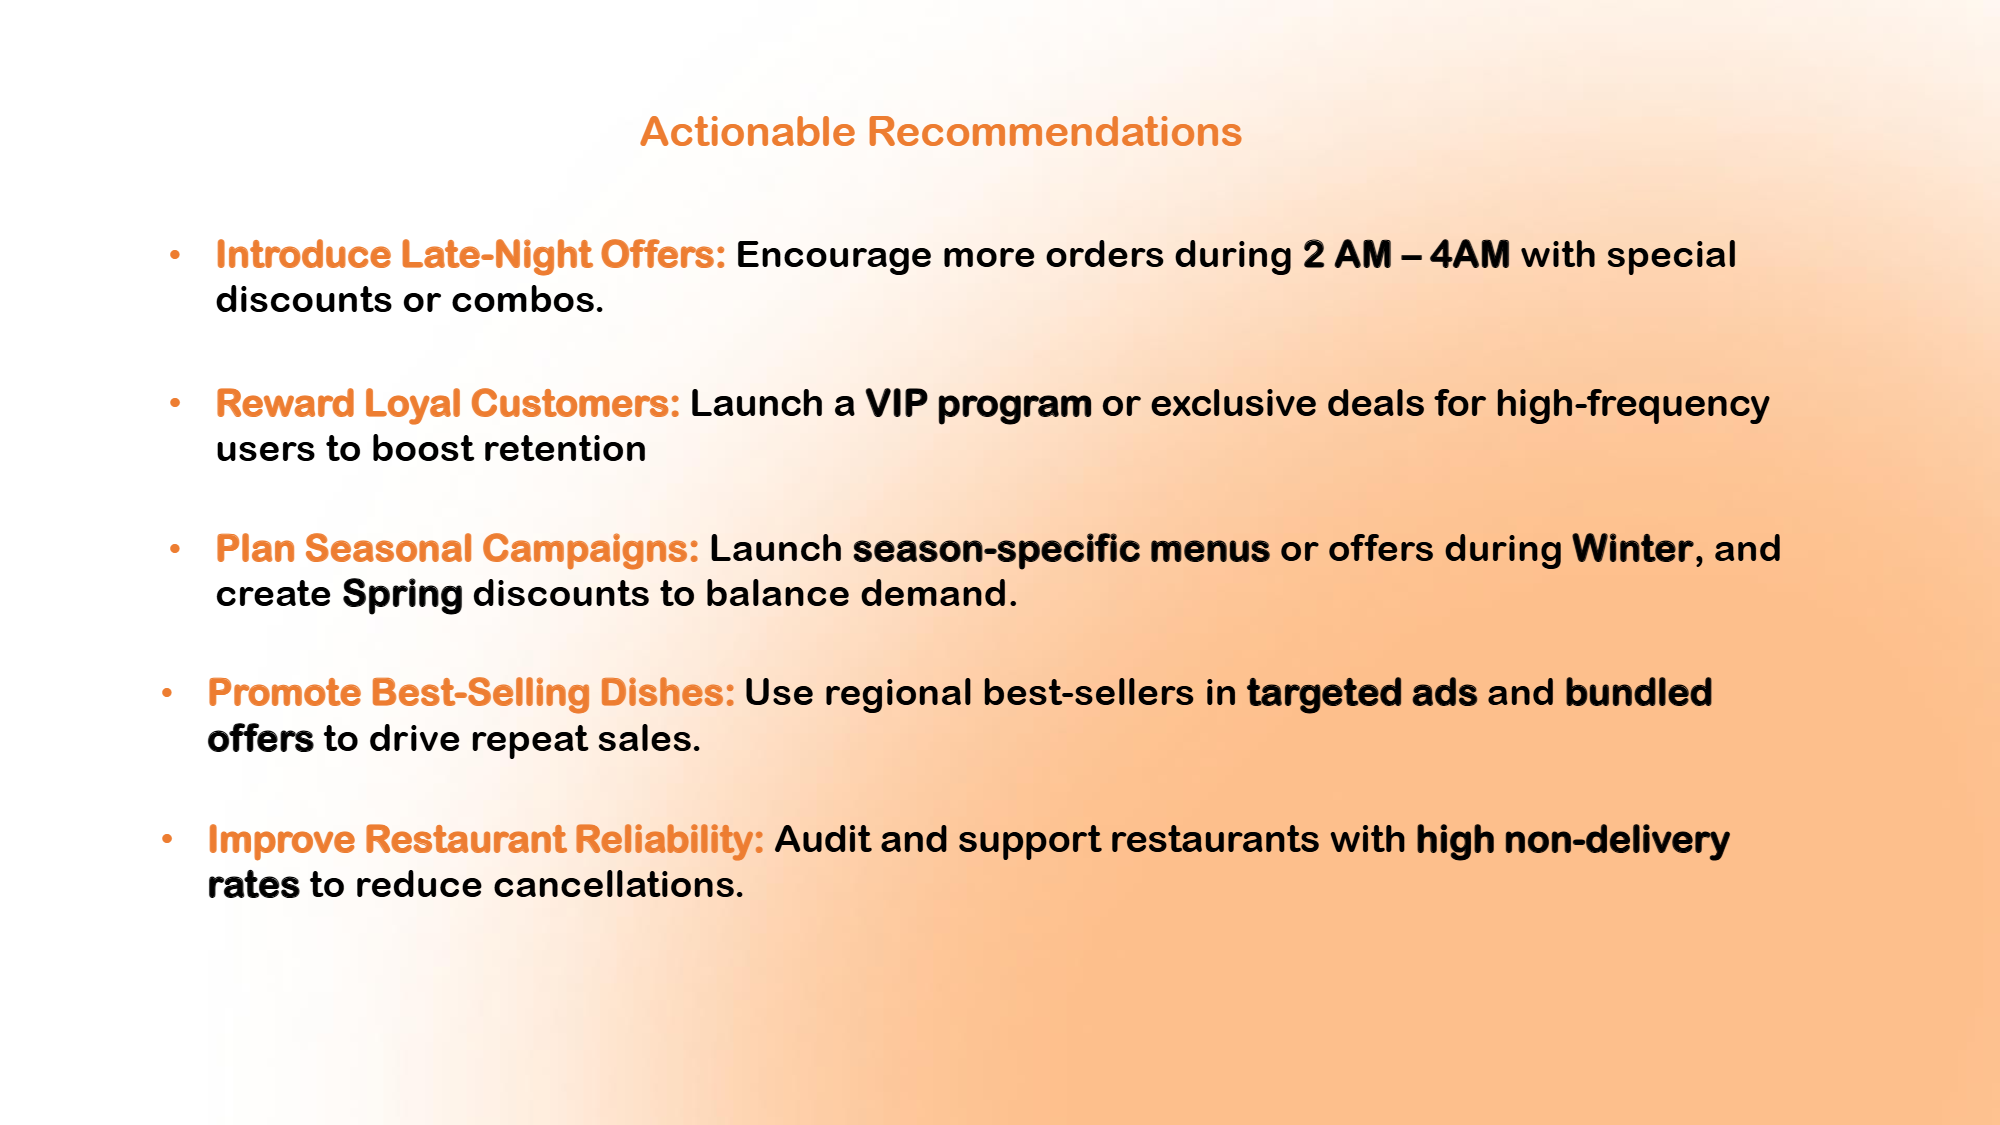 Actionable Recommendations
• Introduce Late-Night Offers: Encourage more orders during 2 AM – 4AM with special
discounts or combos.
• Reward Loyal Customers: Launch a VIP program or exclusive deals for high-frequency
users to boost retention
• Plan Seasonal Campaigns: Launch season-specific menus or offers during Winter, and
create Spring discounts to balance demand.
• Promote Best-Selling Dishes: Use regional best-sellers in targeted ads and bundled
offers to drive repeat sales.
• Improve Restaurant Reliability: Audit and support restaurants with high non-delivery
rates to reduce cancellations.